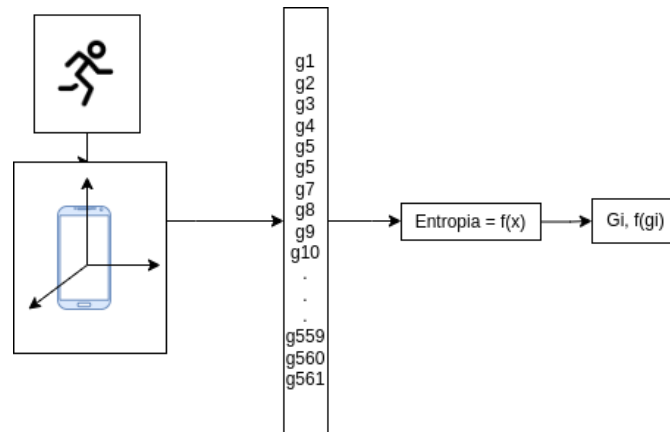 g1
g2
g3
g4
g5
g5
g7
g8
g9
g10
.
.
.
g559
g560
g561
Entropia = f(x)
Gi, f(gi)